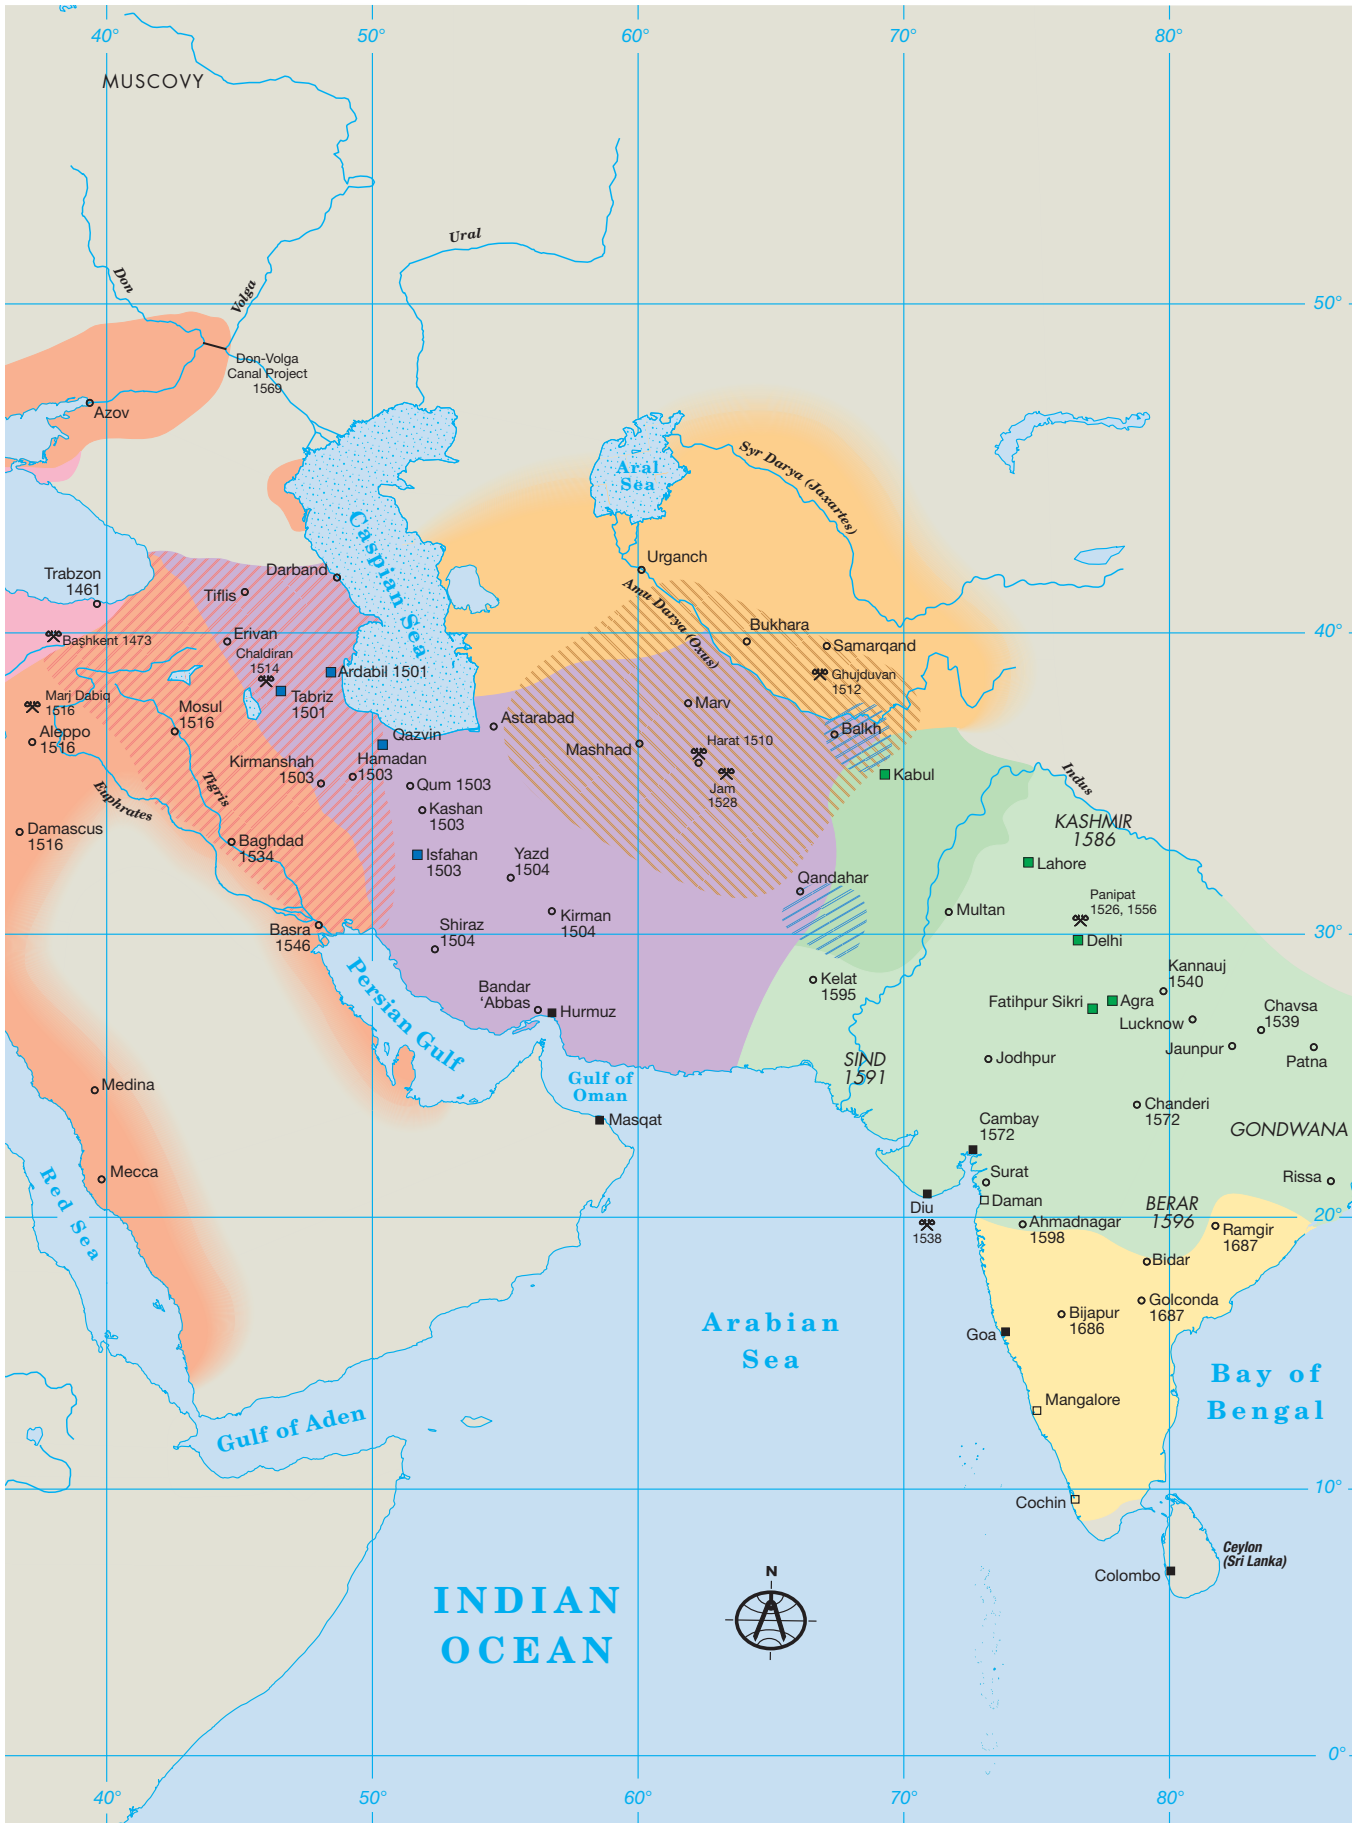 40°
50°
60°
70°
80°
MUSCOVY
Ural
Don
Volga
50°
Don-Volga
Canal Project
1569
Azov
Syr Darya (Jaxartes)
Aral
Sea
Caspian Sea
Urganch
Trabzon
1461
Darband
Tiflis
Amu Darya (Oxus)
Bukhara
40°
Bashkent 1473
Erivan
Chaldiran
1514
Ardabil 1501
Samarqand
Ghujduvan
1512
Marj Dabiq
1516
Mosul
1516
Tabriz
1501
Marv
Astarabad
Aleppo
1516
Qazvin
Mashhad
Harat 1510
Balkh
Kirmanshah
1503
Hamadan
1503
Qum 1503
Jam
1528
Kabul
Indus
Tigris
Euphrates
Kashan
1503
KASHMIR
1586
Damascus
1516
Baghdad
1534
Isfahan
1503
Yazd
1504
Lahore
Qandahar
Panipat
1526, 1556
Multan
Basra
1546
Shiraz
1504
Kirman
1504
30°
Delhi
Persian Gulf
Kelat
1595
Kannauj
1540
Bandar
‘Abbas
Hurmuz
Fatihpur Sikri
Agra
Lucknow
Chavsa
1539
Jaunpur
Patna
SIND
1591
Jodhpur
Medina
Gulf of
Oman
Masqat
Chanderi
1572
Cambay
1572
GONDWANA
Mecca
Red Sea
Surat
Rissa
Daman
Diu
1538
BERAR
1596
20°
Ahmadnagar
1598
Ramgir
1687
Bidar
Golconda
1687
Bijapur
1686
Arabian
Sea
Goa
Bay of
Bengal
Mangalore
Gulf of Aden
10°
Cochin
Ceylon
(Sri Lanka)
Colombo
N
INDIAN
OCEAN
0°
40°
50°
60°
70°
80°